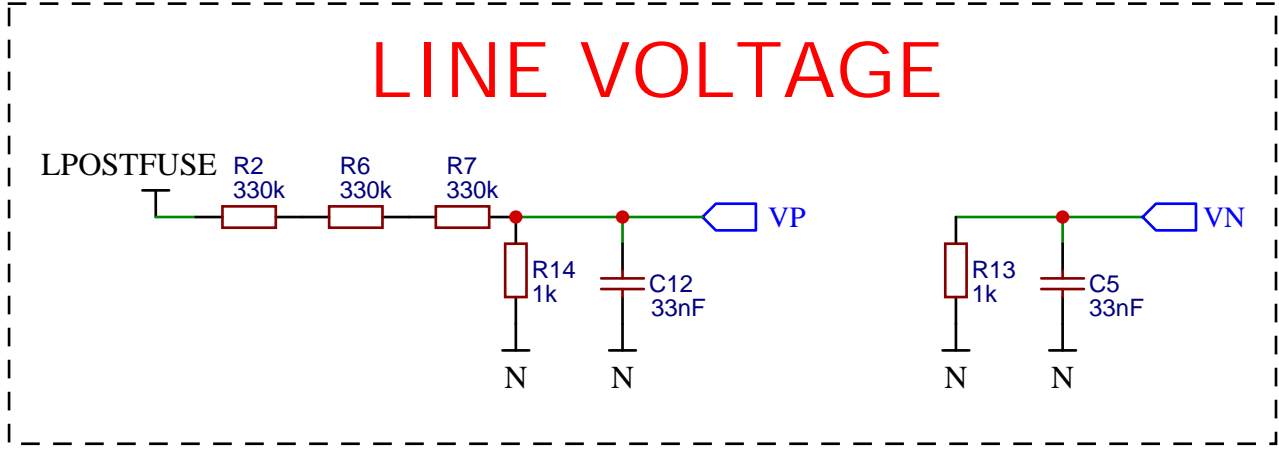 LINE VOLTAGE
LPOSTFUSE
R2
330k
R6
330k
R7
330k
VP
R14
1k
C12
33nF
N
N
VN
R13
1k
C5
33nF
N
N